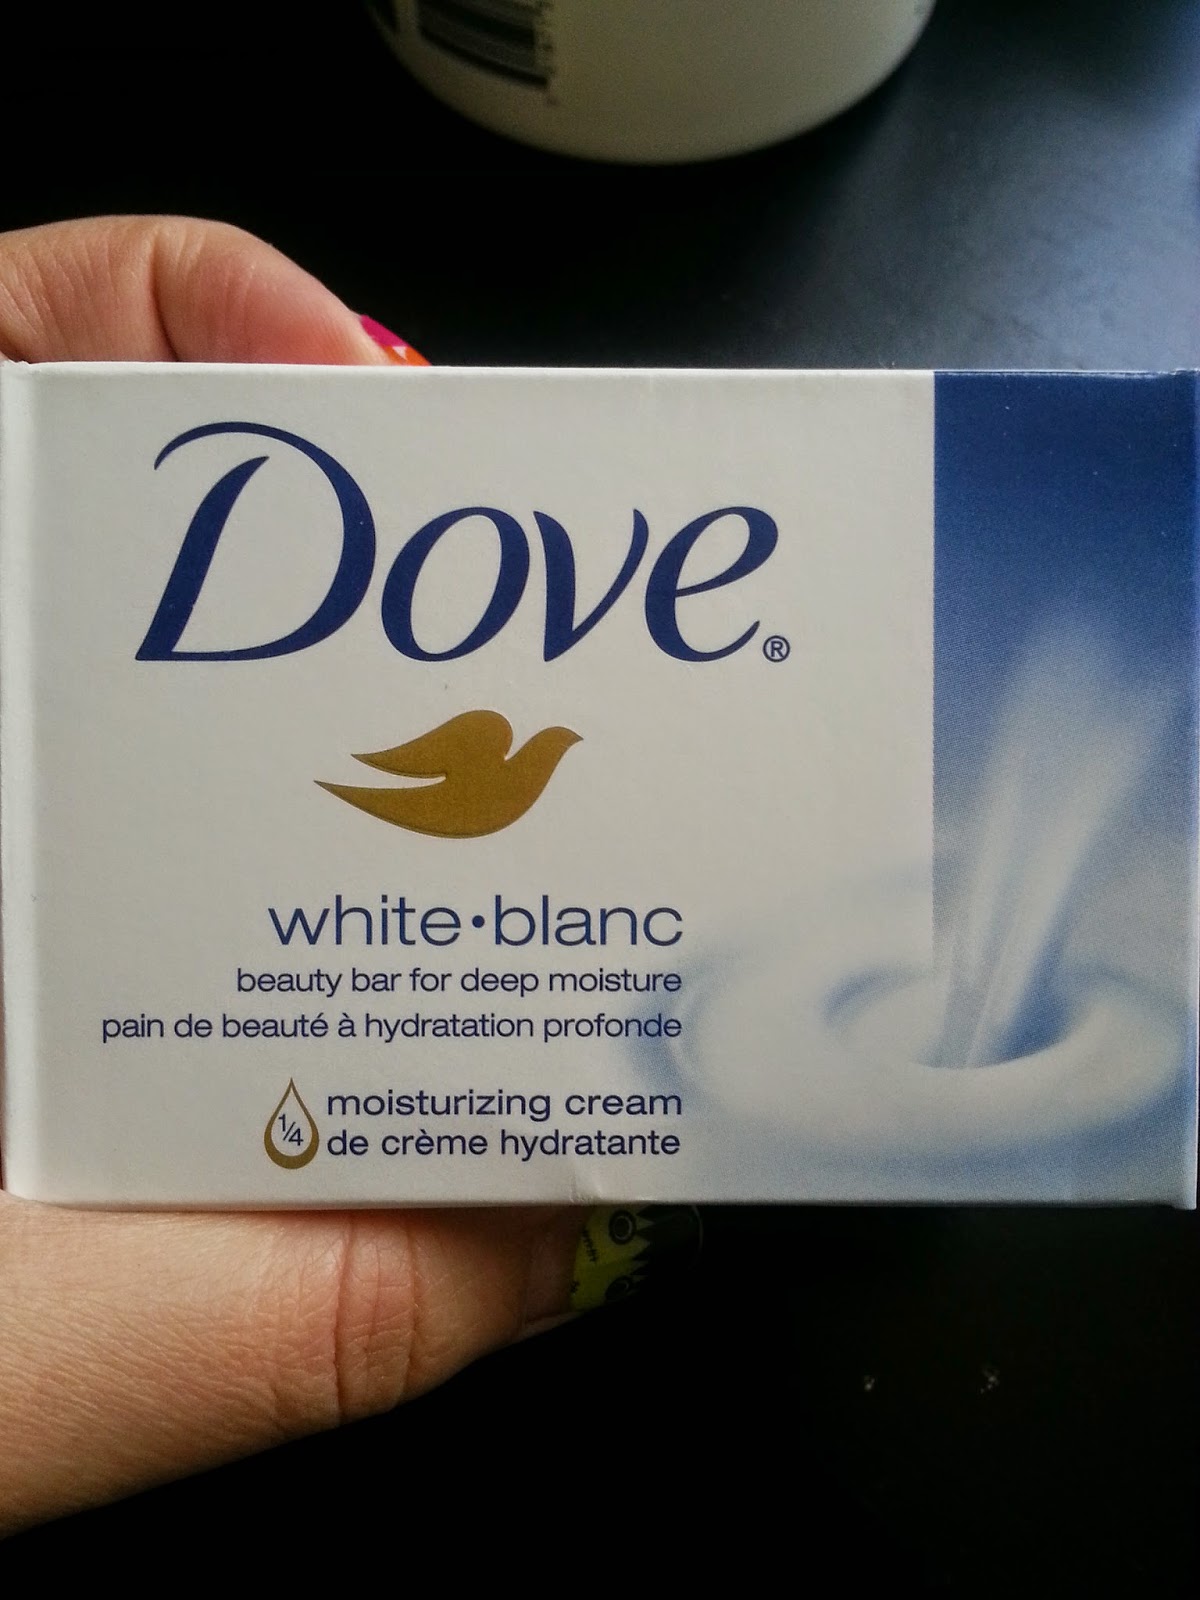 Dove®
white•blanc
beauty bar for deep moisture
pain de beauté à hydratation profonde
1/4
moisturizing cream
de crème hydratante